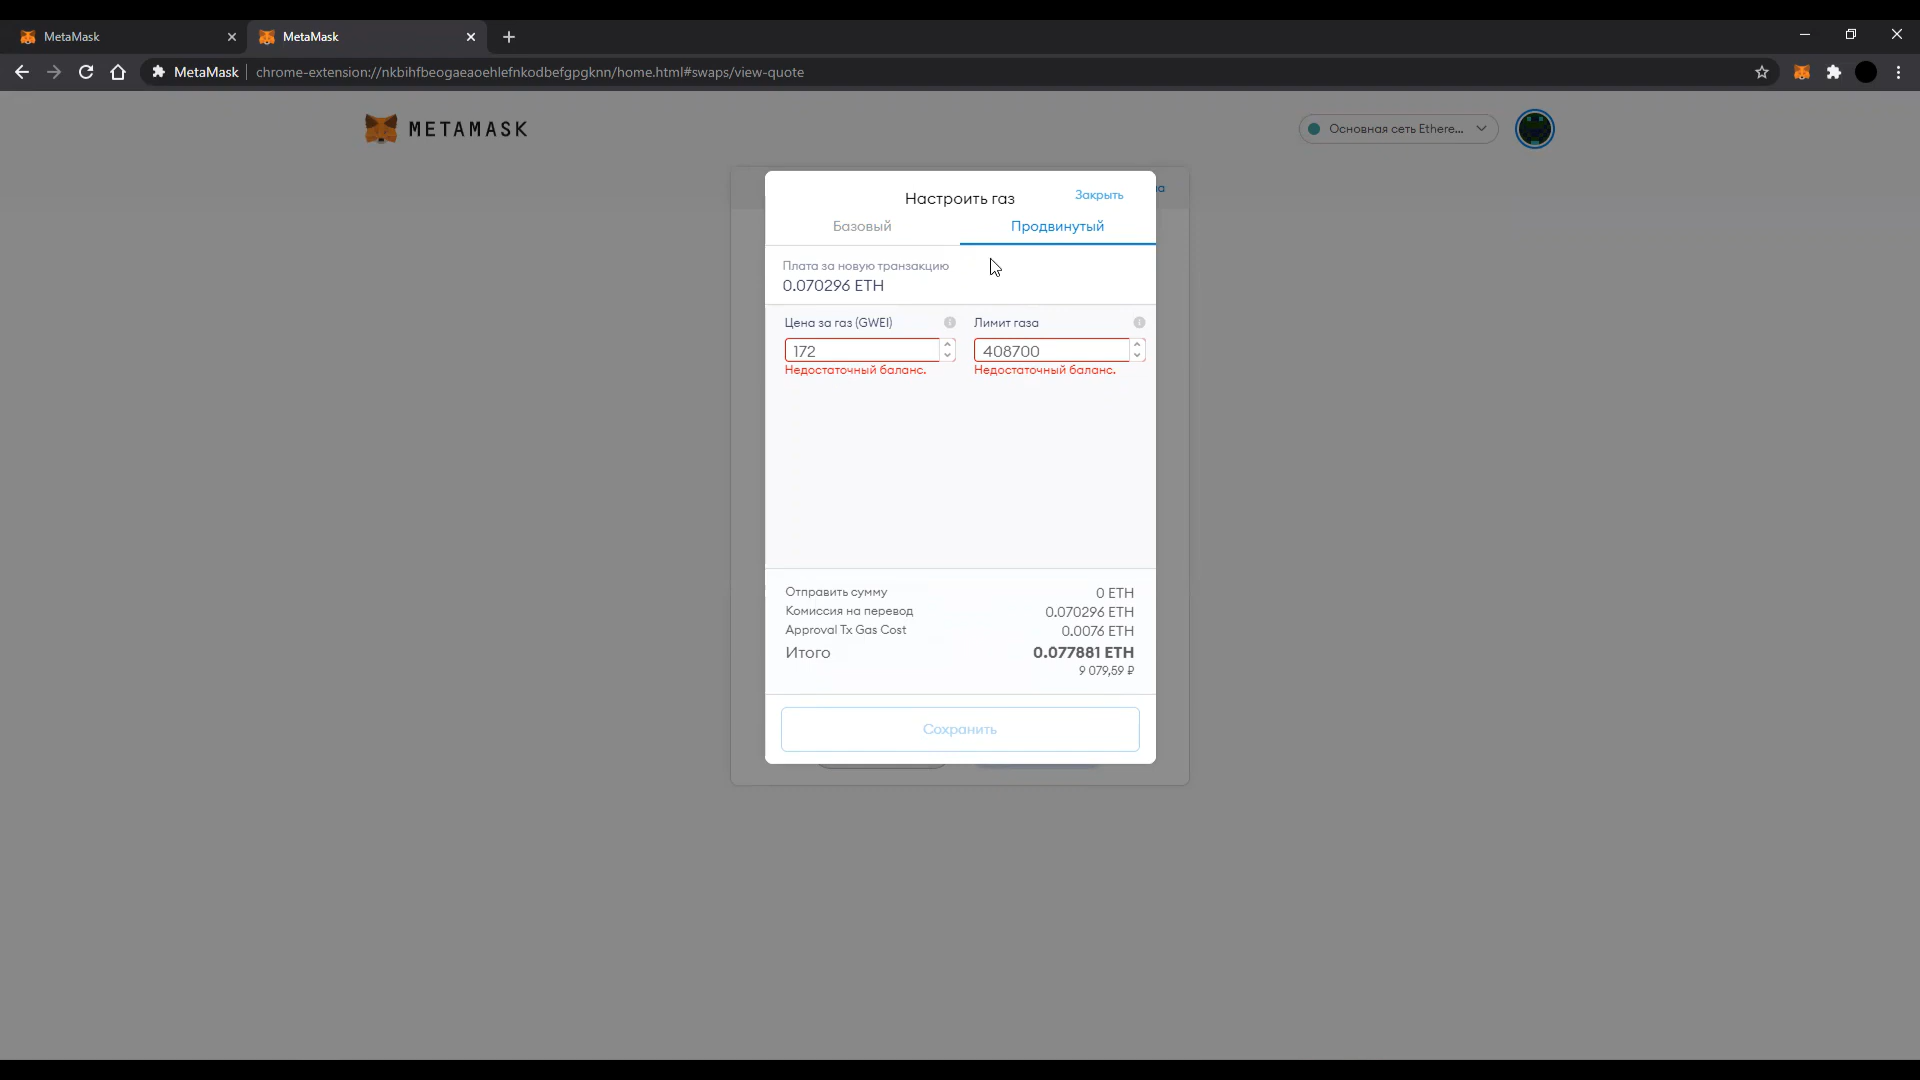 MetaMask
MetaMask
MetaMask
chrome-extension://nkbihfbeogaeaoehlefnkodbefgpgknn/home.html#swaps/view-quote
METAMASK
Основная сеть Ethere...
Настроить газ
Закрыть
Базовый
Продвинутый
Плата за новую транзакцию
0.070296 ETH
Цена за газ (GWEI)
Лимит газа
172
408700
Недостаточный баланс.
Недостаточный баланс.
Отправить сумму 0 ETH
Комиссия на перевод 0.070296 ETH
Approval Tx Gas Cost 0.0076 ETH
Итого 0.077881 ETH
9 079,59 ₽
Сохранить